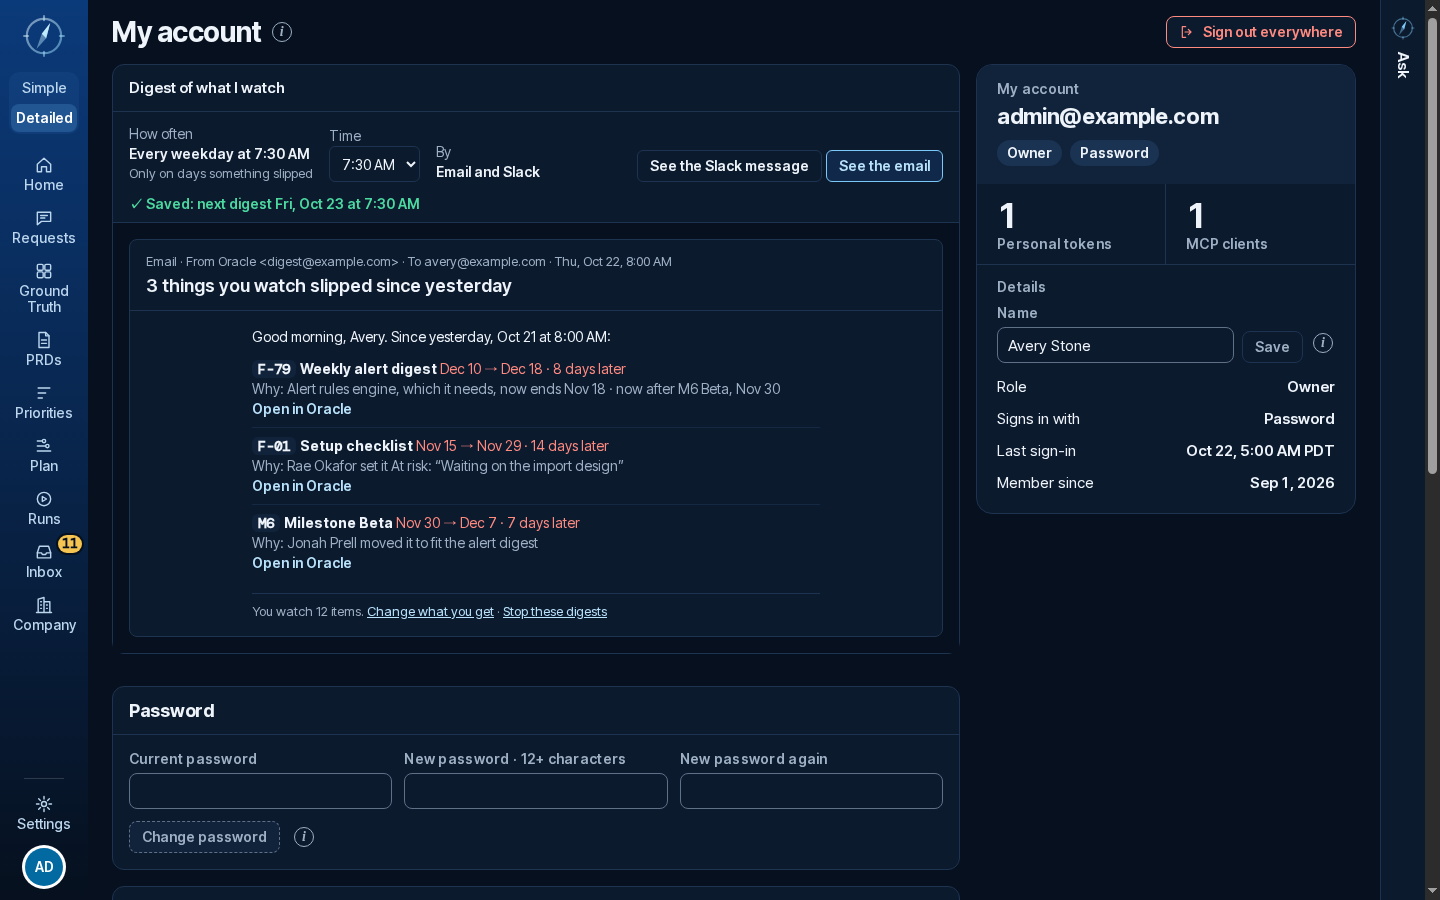 Simple
Detailed
Home
Requests
Ground
Truth
PRDs
Priorities
Plan
Runs
11
Inbox
Company
Settings
AD
My account
i
Sign out everywhere
Digest of what I watch
How often
Every weekday at 7:30 AM
Only on days something slipped
Time
7:30 AM
By
Email and Slack
See the Slack message
See the email
✓ Saved: next digest Fri, Oct 23 at 7:30 AM
Email · From Oracle <digest@example.com> · To avery@example.com · Thu, Oct 22, 8:00 AM
3 things you watch slipped since yesterday
Good morning, Avery. Since yesterday, Oct 21 at 8:00 AM:
F-79 Weekly alert digest Dec 10 → Dec 18 · 8 days later
Why: Alert rules engine, which it needs, now ends Nov 18 · now after M6 Beta, Nov 30
Open in Oracle
F-01 Setup checklist Nov 15 → Nov 29 · 14 days later
Why: Rae Okafor set it At risk: “Waiting on the import design”
Open in Oracle
M6 Milestone Beta Nov 30 → Dec 7 · 7 days later
Why: Jonah Prell moved it to fit the alert digest
Open in Oracle
You watch 12 items. Change what you get · Stop these digests
Password
Current password
New password · 12+ characters
New password again
Change password
i
My account
admin@example.com
Owner
Password
1
Personal tokens
1
MCP clients
Details
Name
Avery Stone
Save
i
Role
Owner
Signs in with
Password
Last sign-in
Oct 22, 5:00 AM PDT
Member since
Sep 1, 2026
Ask